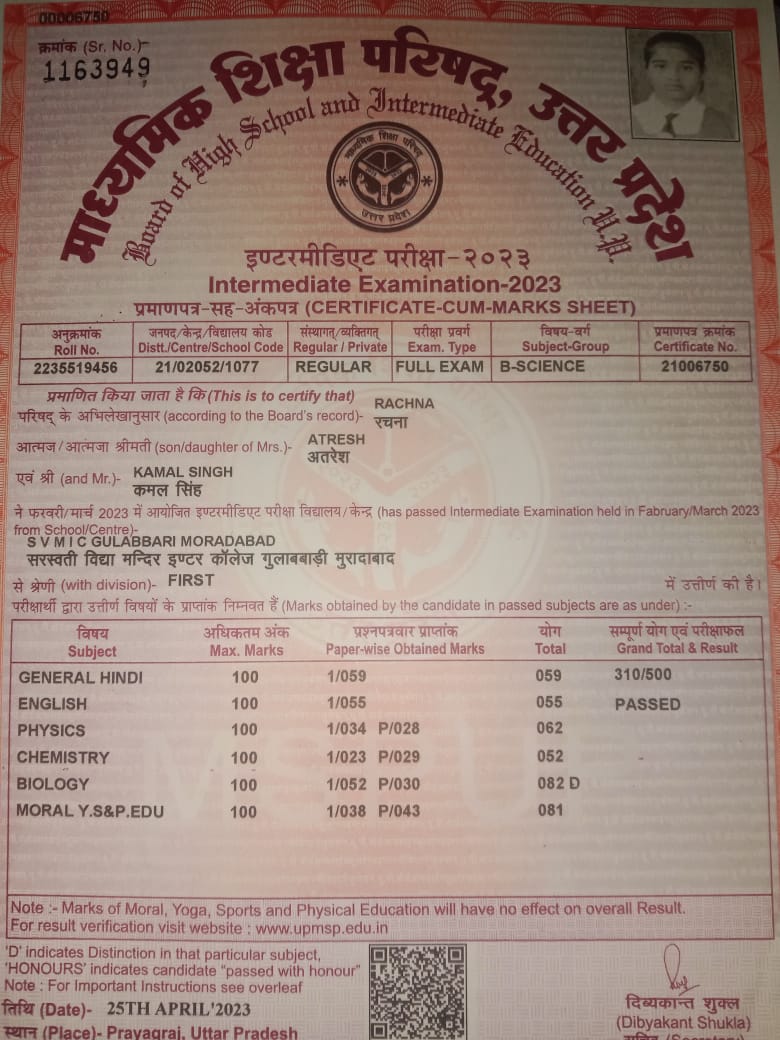 00006750
क्रमांक (Sr. No.)-
1163949
माध्यमिक शिक्षा परिषद्, उत्तर प्रदेश
Board of High School and Intermediate Education U.P.
माध्यमिक शिक्षा परिषद्
उत्तर प्रदेश
इण्टरमीडिएट परीक्षा-२०२३
Intermediate Examination-2023
प्रमाणपत्र-सह-अंकपत्र (CERTIFICATE-CUM-MARKS SHEET)
अनुक्रमांक जनपद/केन्द्र/विद्यालय कोड संस्थागत/व्यक्तिगत परीक्षा प्रवर्ग विषय-वर्ग प्रमाणपत्र क्रमांक
Roll No. Distt./Centre/School Code Regular / Private Exam. Type Subject-Group Certificate No.
2235519456 21/02052/1077 REGULAR FULL EXAM B-SCIENCE 21006750
प्रमाणित किया जाता है कि (This is to certify that)
RACHNA
परिषद् के अभिलेखानुसार (according to the Board's record)- रचना
ATRESH
आत्मज/आत्मजा श्रीमती (son/daughter of Mrs.)- अतरेश
KAMAL SINGH
एवं श्री (and Mr.)- कमल सिंह
ने फरवरी/मार्च 2023 में आयोजित इण्टरमीडिएट परीक्षा विद्यालय/केन्द्र (has passed Intermediate Examination held in Fabruary/March 2023
from School/Centre)-
S V M I C GULABBARI MORADABAD
सरस्वती विद्या मन्दिर इण्टर कॉलेज गुलाबबाड़ी मुरादाबाद
से श्रेणी (with division)- FIRST में उत्तीर्ण की है।
परीक्षार्थी द्वारा उत्तीर्ण विषयों के प्राप्तांक निम्नवत हैं (Marks obtained by the candidate in passed subjects are as under) :-
विषय अधिकतम अंक प्रश्नपत्रवार प्राप्तांक योग सम्पूर्ण योग एवं परीक्षाफल
Subject Max. Marks Paper-wise Obtained Marks Total Grand Total & Result
GENERAL HINDI 100 1/059 059 310/500
ENGLISH 100 1/055 055 PASSED
PHYSICS 100 1/034 P/028 062
CHEMISTRY 100 1/023 P/029 052
BIOLOGY 100 1/052 P/030 082 D
MORAL Y.S&P.EDU 100 1/038 P/043 081
Note :- Marks of Moral, Yoga, Sports and Physical Education will have no effect on overall Result.
For result verification visit website : www.upmsp.edu.in
'D' indicates Distinction in that particular subject,
'HONOURS' indicates candidate "passed with honour"
Note : For Important Instructions see overleaf
तिथि (Date)- 25TH APRIL'2023
स्थान (Place)- Prayagraj, Uttar Pradesh
दिब्यकान्त शुक्ल
(Dibyakant Shukla)
सचिव (Secretary)